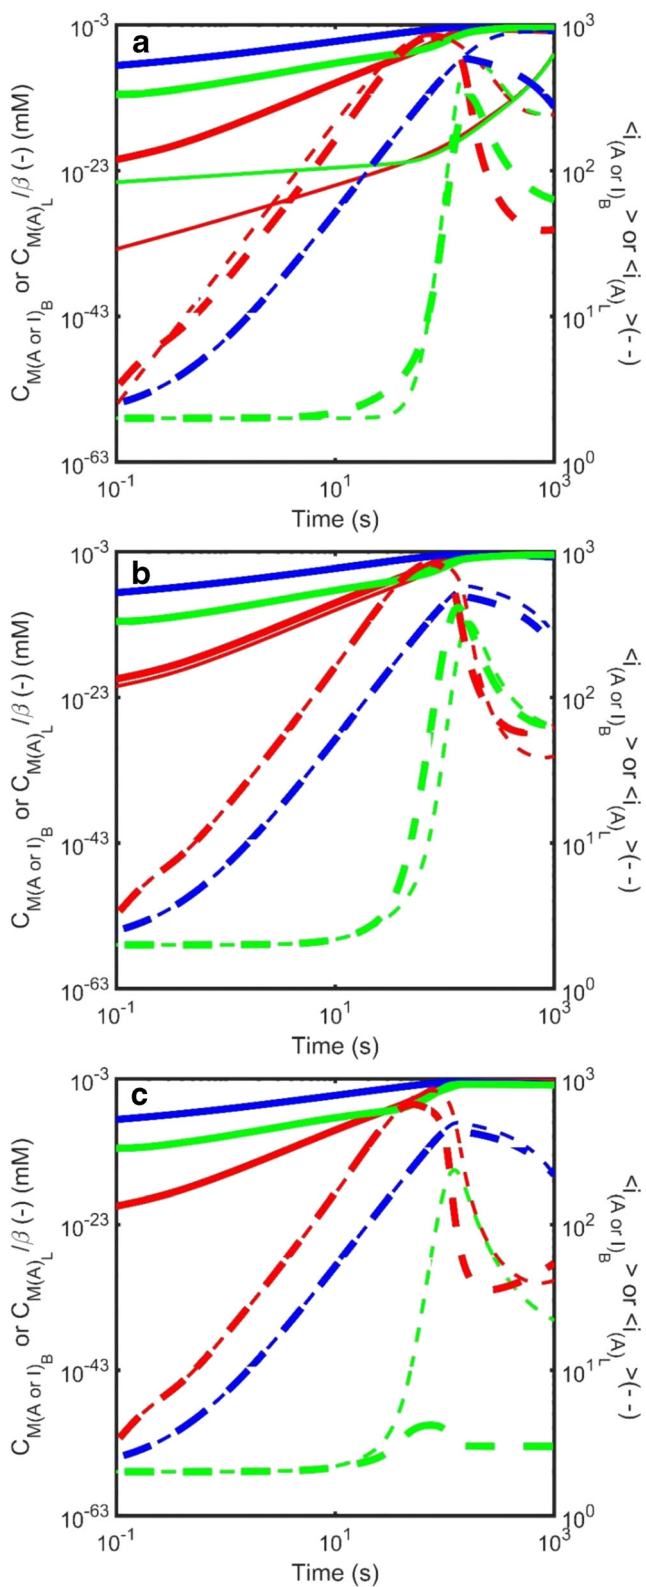 a
10^-3
10^-23
10^-43
10^-63
C_M(A or I)_B or C_M(A)_L /β (-) (mM)
10^3
10^2
10^1
10^0
<i_(A or I)_B > or <i_(A)_L >(- -)
10^-1
10^1
10^3
Time (s)
b
10^-3
10^-23
10^-43
10^-63
C_M(A or I)_B or C_M(A)_L /β (-) (mM)
10^3
10^2
10^1
10^0
<i_(A or I)_B > or <i_(A)_L >(- -)
10^-1
10^1
10^3
Time (s)
c
10^-3
10^-23
10^-43
10^-63
C_M(A or I)_B or C_M(A)_L /β (-) (mM)
10^3
10^2
10^1
10^0
<i_(A or I)_B > or <i_(A)_L >(- -)
10^-1
10^1
10^3
Time (s)